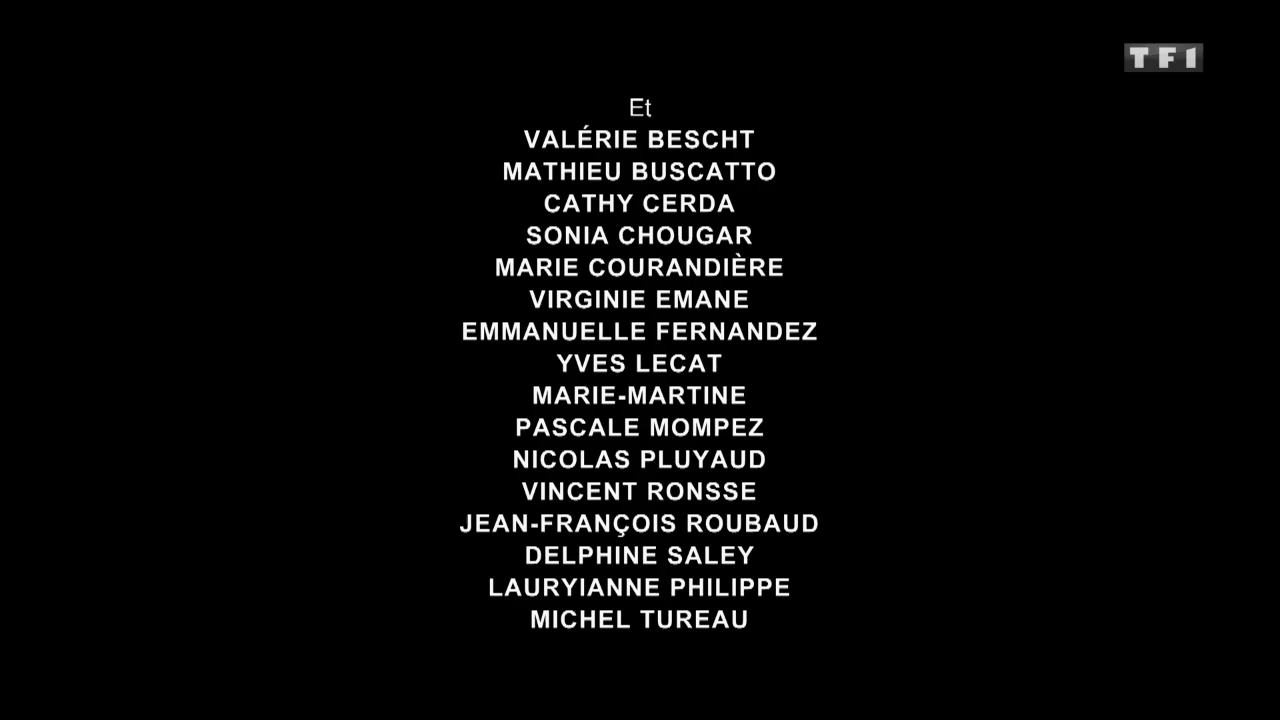 TF1
Et
VALÉRIE BESCHT
MATHIEU BUSCATTO
CATHY CERDA
SONIA CHOUGAR
MARIE COURANDIÈRE
VIRGINIE EMANE
EMMANUELLE FERNANDEZ
YVES LECAT
MARIE-MARTINE
PASCALE MOMPEZ
NICOLAS PLUYAUD
VINCENT RONSSE
JEAN-FRANÇOIS ROUBAUD
DELPHINE SALEY
LAURYIANNE PHILIPPE
MICHEL TUREAU